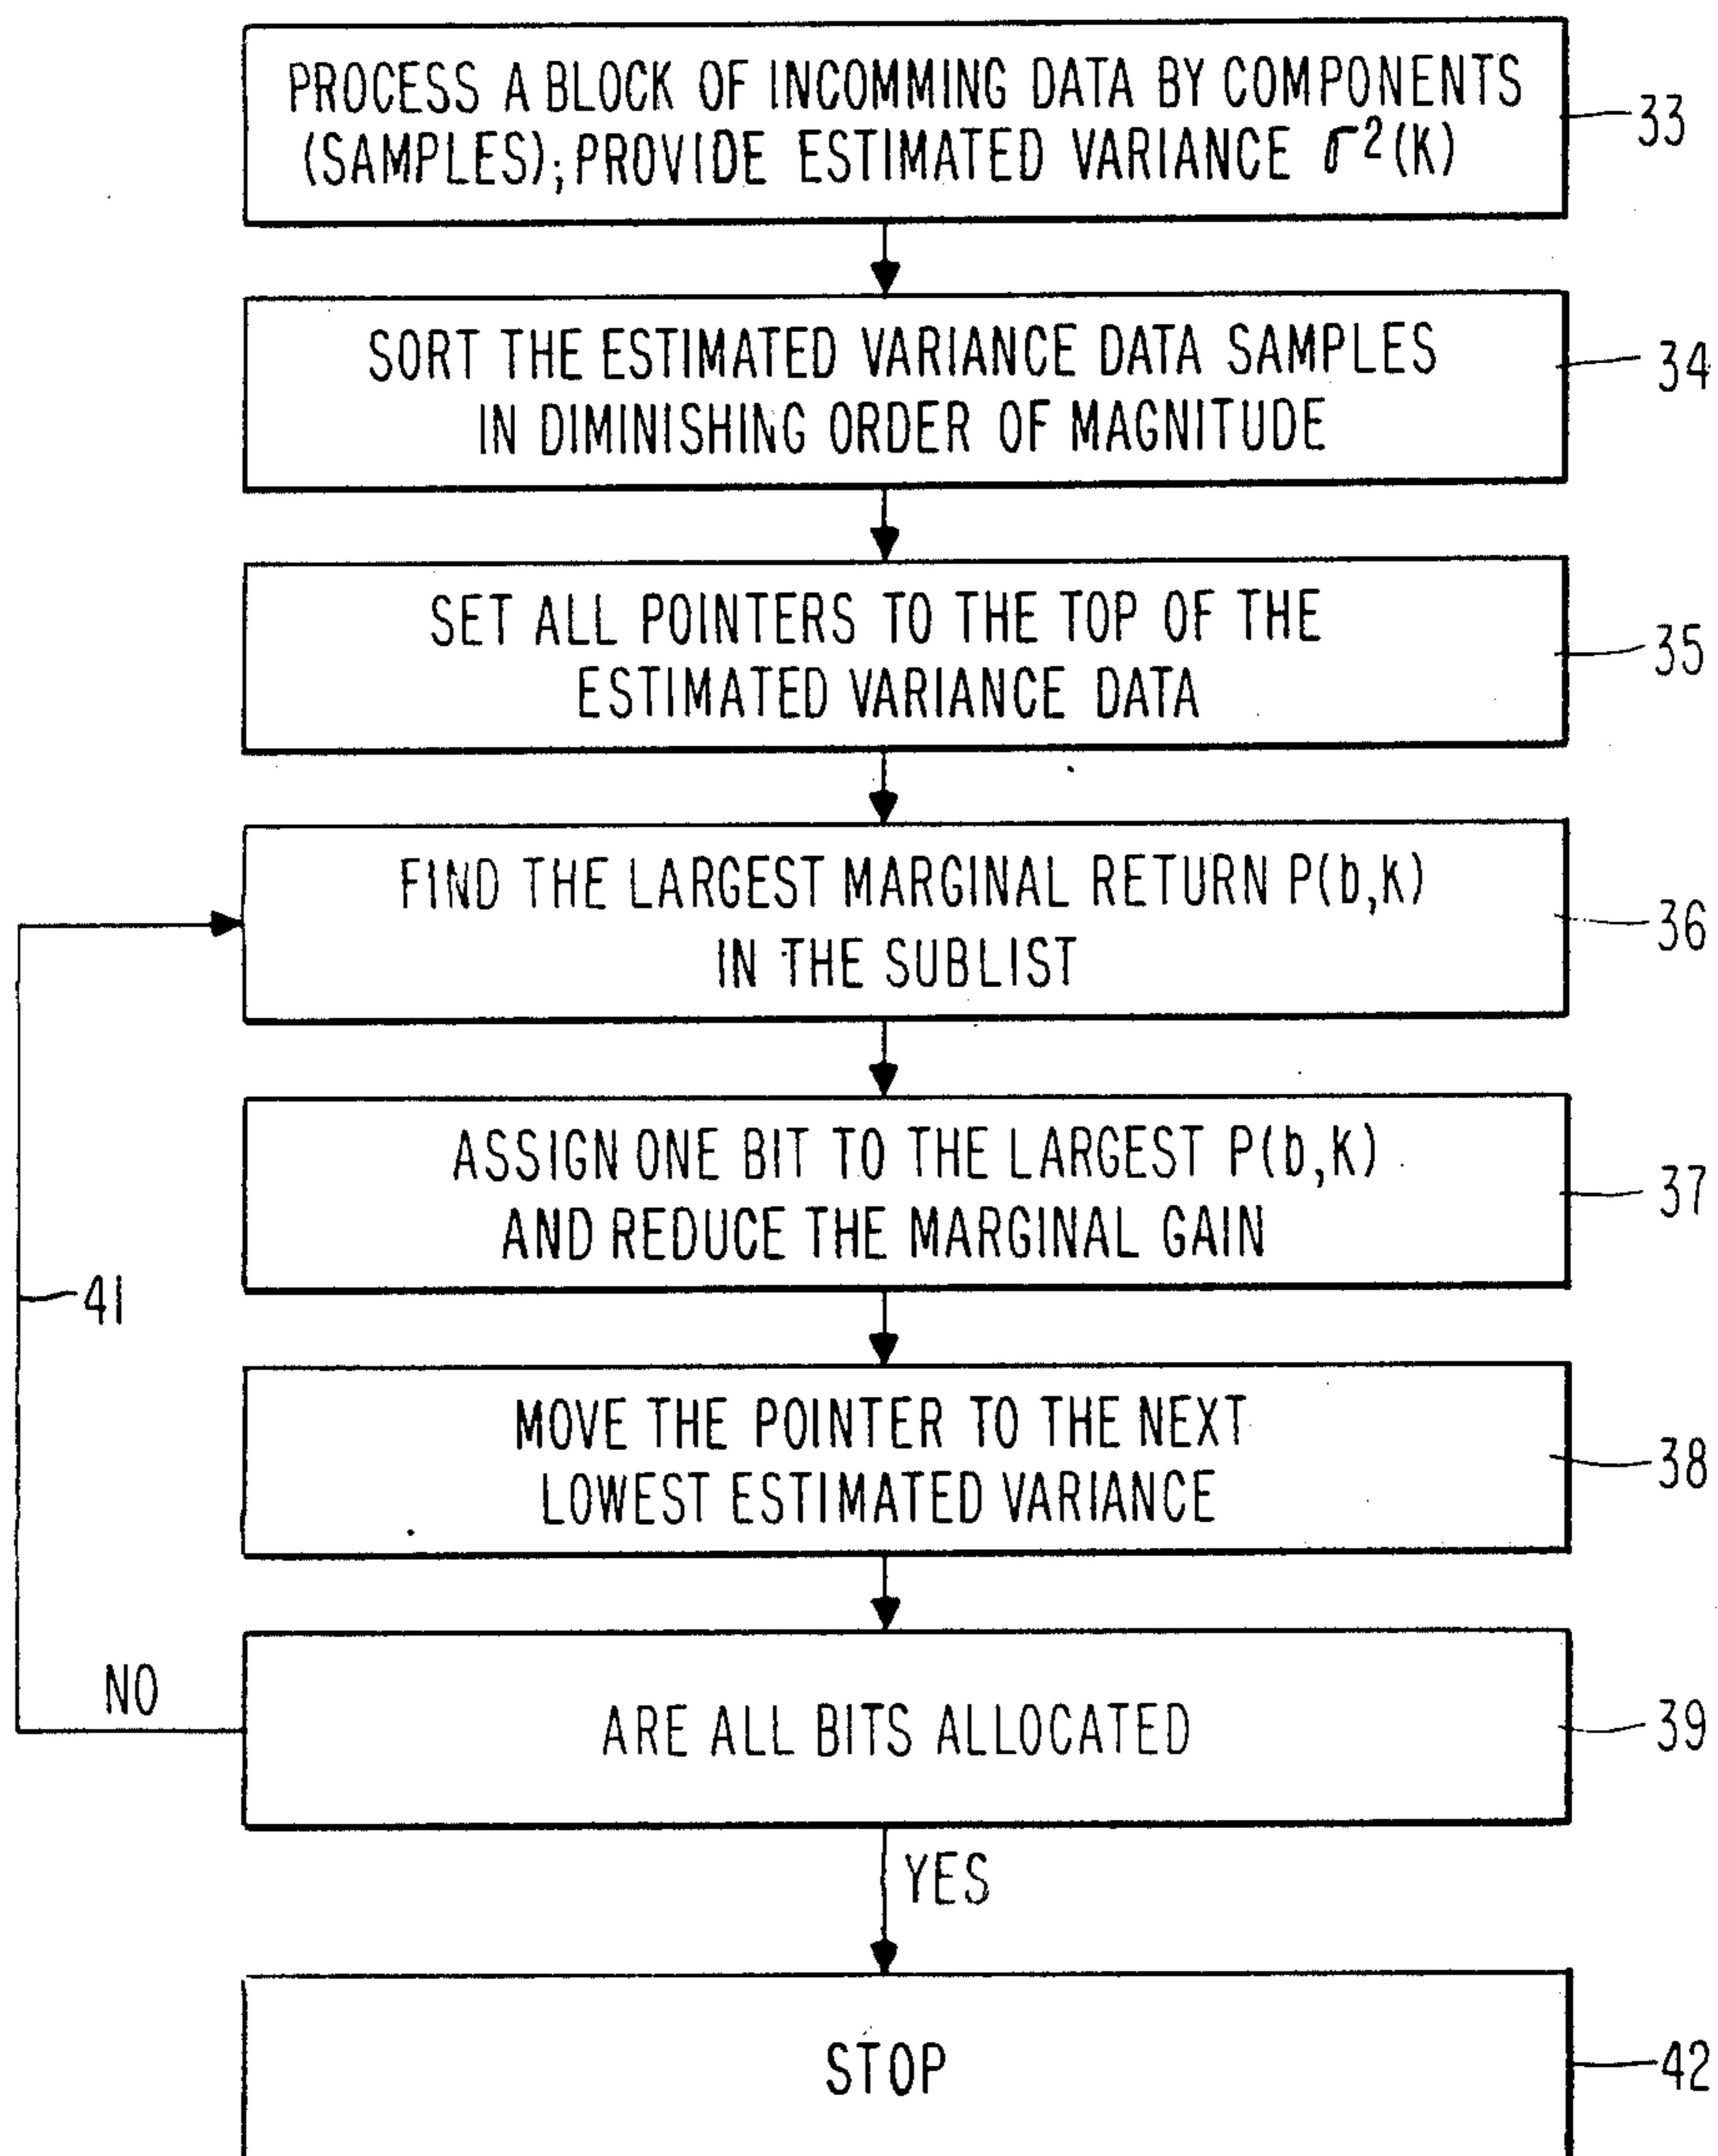 PROCESS A BLOCK OF INCOMMING DATA BY COMPONENTS
(SAMPLES); PROVIDE ESTIMATED VARIANCE σ²(K)
33
SORT THE ESTIMATED VARIANCE DATA SAMPLES
IN DIMINISHING ORDER OF MAGNITUDE
34
SET ALL POINTERS TO THE TOP OF THE
ESTIMATED VARIANCE DATA
35
FIND THE LARGEST MARGINAL RETURN P(b,K)
IN THE SUBLIST
36
ASSIGN ONE BIT TO THE LARGEST P(b,K)
AND REDUCE THE MARGINAL GAIN
37
41
MOVE THE POINTER TO THE NEXT
LOWEST ESTIMATED VARIANCE
38
NO
ARE ALL BITS ALLOCATED
39
YES
STOP
42